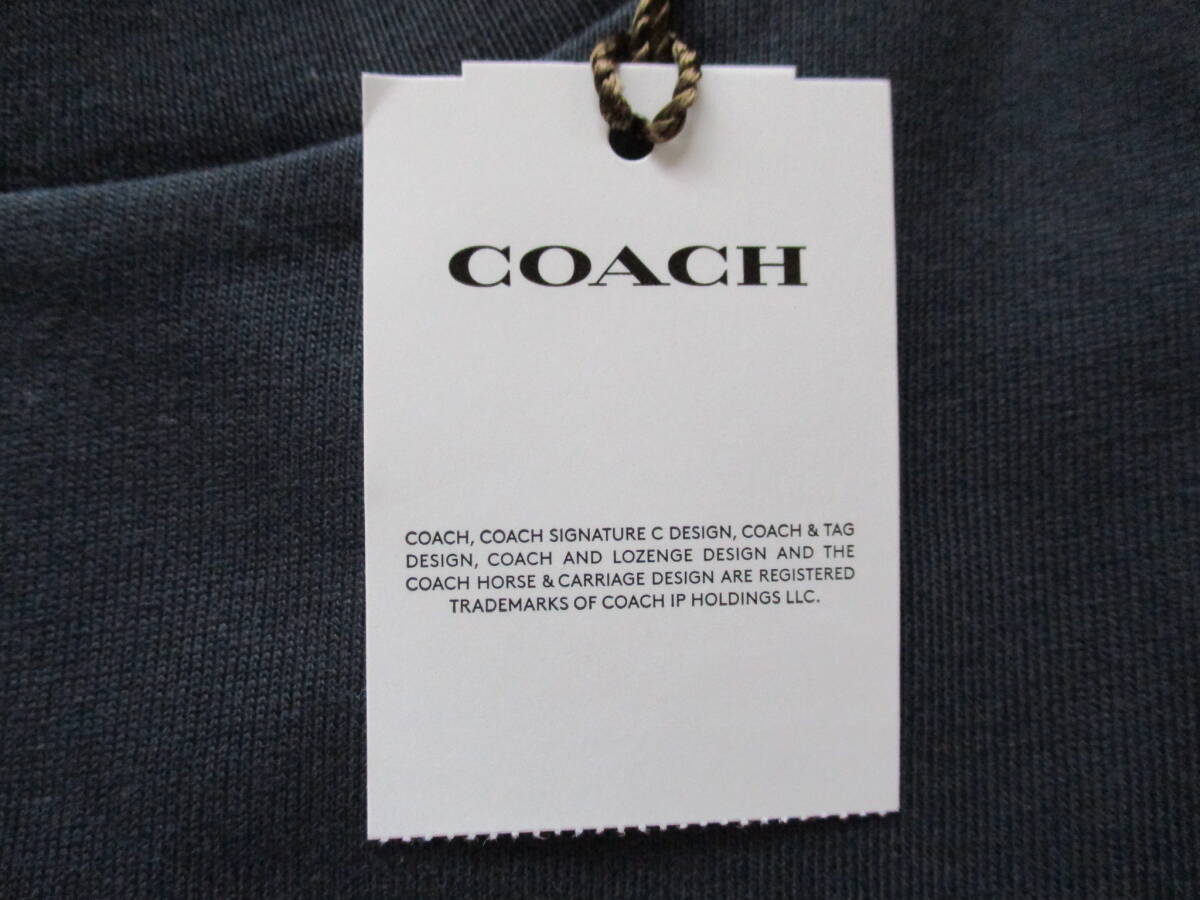 COACH
COACH, COACH SIGNATURE C DESIGN, COACH & TAG
DESIGN, COACH AND LOZENGE DESIGN AND THE
COACH HORSE & CARRIAGE DESIGN ARE REGISTERED
TRADEMARKS OF COACH IP HOLDINGS LLC.